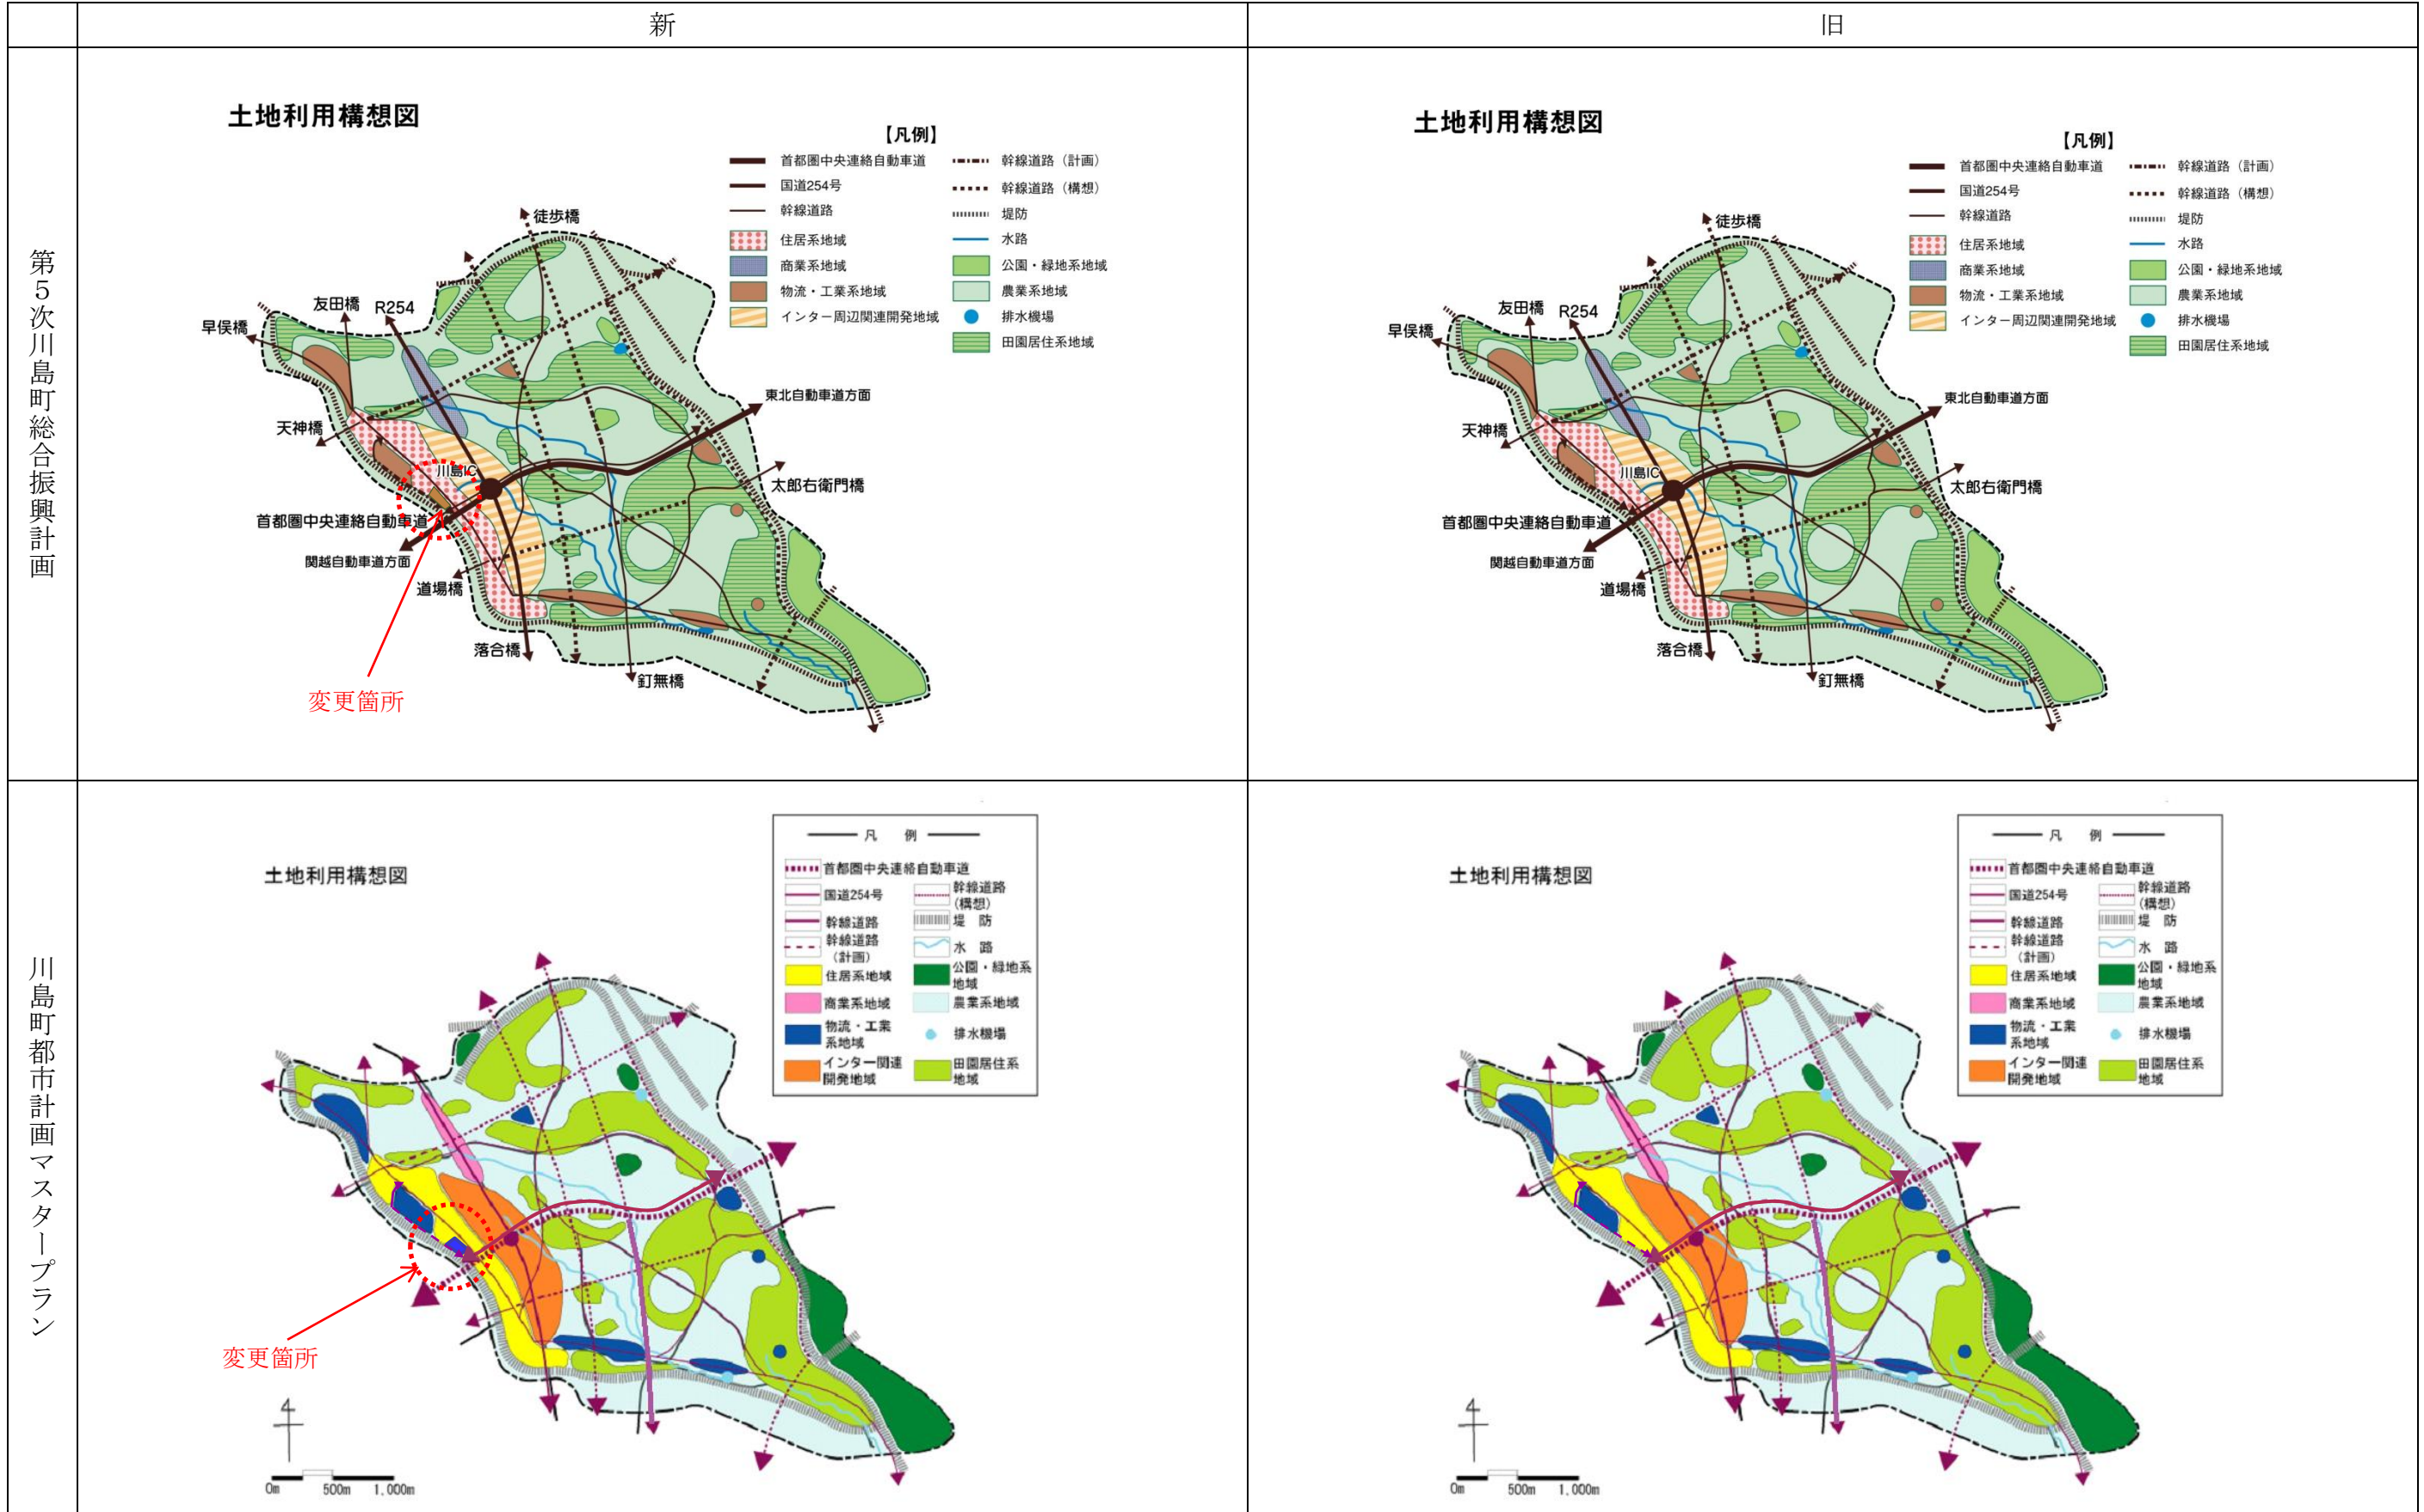 新
旧
第5次川島町総合振興計画
土地利用構想図
【凡例】
首都圏中央連絡自動車道
国道254号
幹線道路
住居系地域
商業系地域
物流・工業系地域
インター周辺関連開発地域
幹線道路（計画）
幹線道路（構想）
堤防
水路
公園・緑地系地域
農業系地域
排水機場
田園居住系地域
徒歩橋
友田橋
R254
早俣橋
東北自動車道方面
天神橋
川島IC
太郎右衛門橋
首都圏中央連絡自動車道
関越自動車道方面
道場橋
落合橋
釘無橋
変更箇所
土地利用構想図
【凡例】
首都圏中央連絡自動車道
国道254号
幹線道路
住居系地域
商業系地域
物流・工業系地域
インター周辺関連開発地域
幹線道路（計画）
幹線道路（構想）
堤防
水路
公園・緑地系地域
農業系地域
排水機場
田園居住系地域
徒歩橋
友田橋
R254
早俣橋
東北自動車道方面
天神橋
川島IC
太郎右衛門橋
首都圏中央連絡自動車道
関越自動車道方面
道場橋
落合橋
釘無橋
川島町都市計画マスタープラン
土地利用構想図
凡　例
首都圏中央連絡自動車道
国道254号
幹線道路
幹線道路
（計画）
住居系地域
商業系地域
物流・工業
系地域
インター関連
開発地域
幹線道路
(構想)
堤　防
水　路
公園・緑地系
地域
農業系地域
排水機場
田園居住系
地域
変更箇所
4
0m
500m
1,000m
土地利用構想図
凡　例
首都圏中央連絡自動車道
国道254号
幹線道路
幹線道路
（計画）
住居系地域
商業系地域
物流・工業
系地域
インター関連
開発地域
幹線道路
(構想)
堤　防
水　路
公園・緑地系
地域
農業系地域
排水機場
田園居住系
地域
4
0m
500m
1,000m